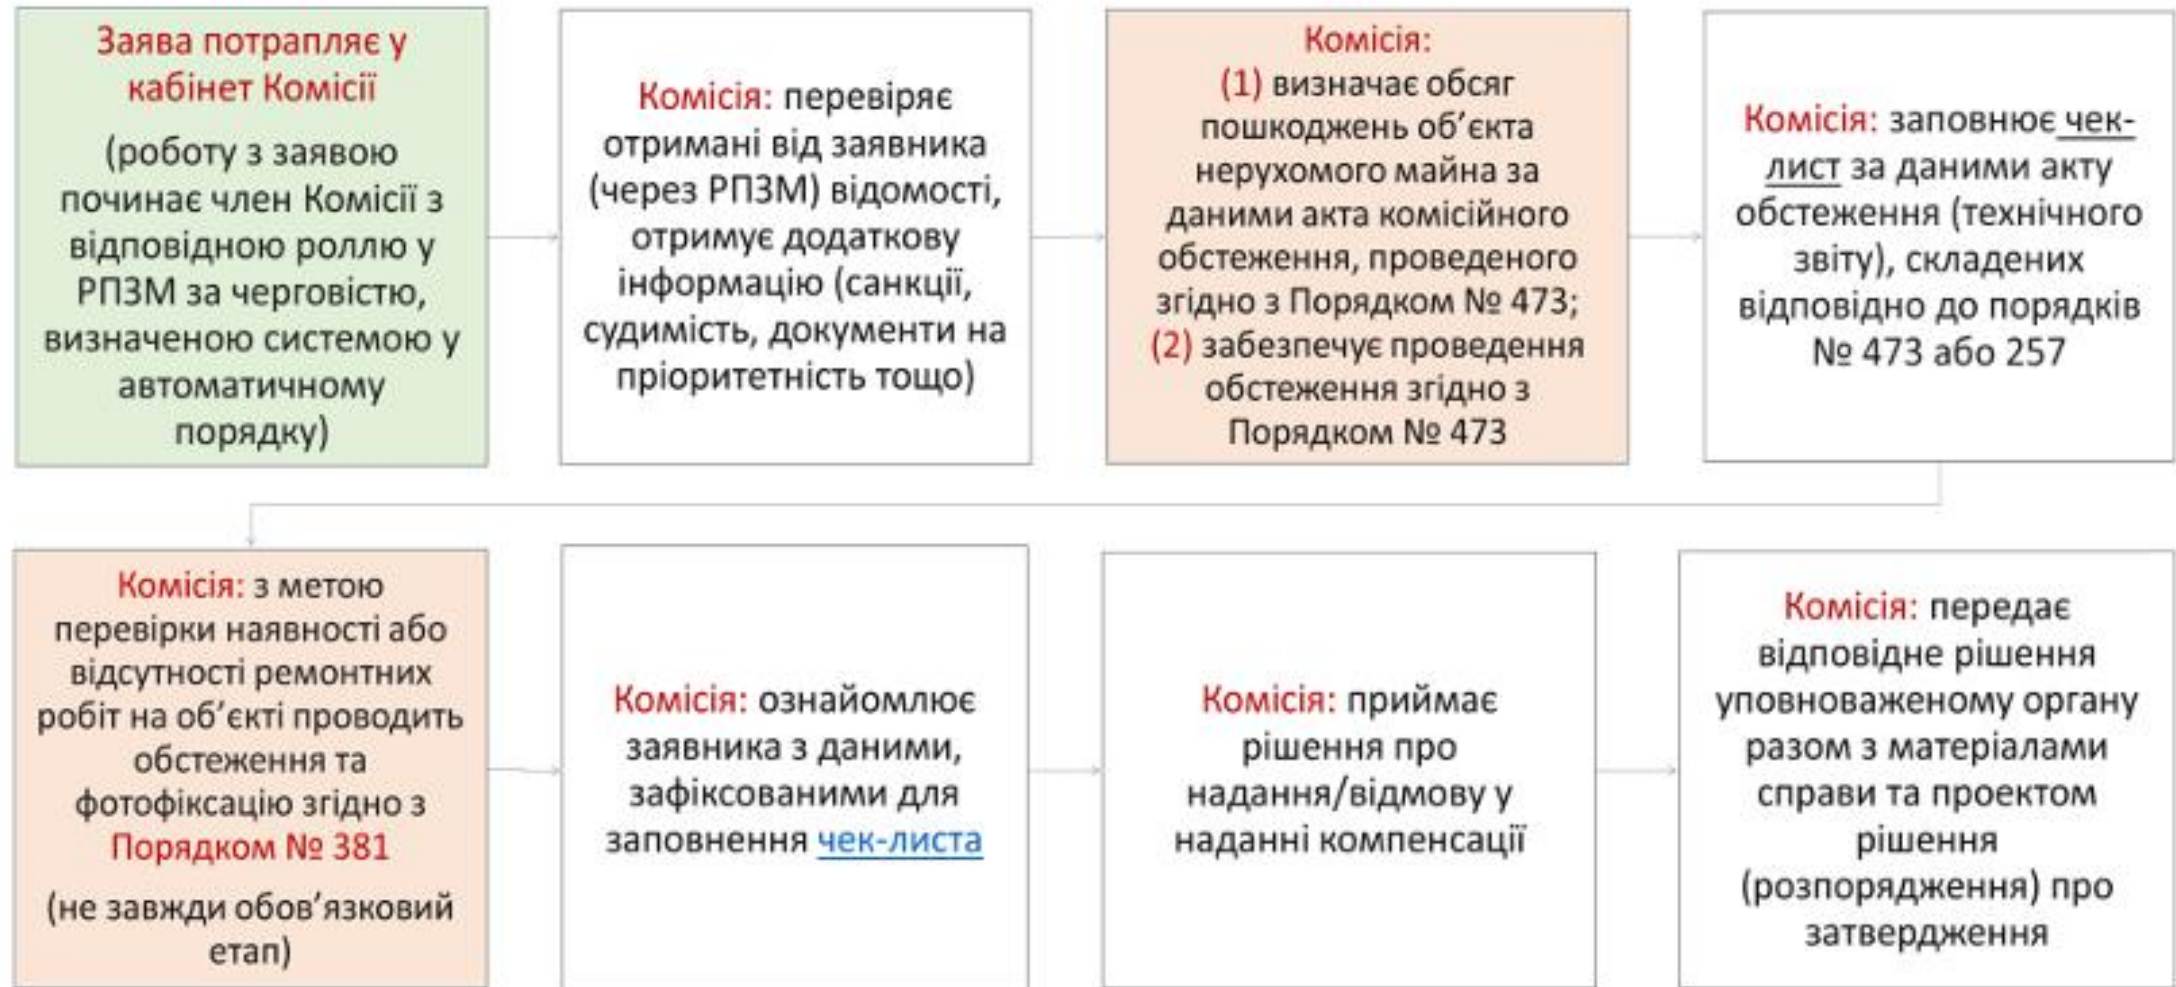 Заява потрапляє у
кабінет Комісії
(роботу з заявою
починає член Комісії з
відповідною роллю у
РПЗМ за черговістю,
визначеною системою у
автоматичному
порядку)
Комісія: перевіряє
отримані від заявника
(через РПЗМ) відомості,
отримує додаткову
інформацію (санкції,
судимість, документи на
пріоритетність тощо)
Комісія:
(1) визначає обсяг
пошкоджень об’єкта
нерухомого майна за
даними акта комісійного
обстеження, проведеного
згідно з Порядком № 473;
(2) забезпечує проведення
обстеження згідно з
Порядком № 473
Комісія: заповнює чек-
лист за даними акту
обстеження (технічного
звіту), складених
відповідно до порядків
№ 473 або 257
Комісія: з метою
перевірки наявності або
відсутності ремонтних
робіт на об’єкті проводить
обстеження та
фотофіксацію згідно з
Порядком № 381
(не завжди обов’язковий
етап)
Комісія: ознайомлює
заявника з даними,
зафіксованими для
заповнення чек-листа
Комісія: приймає
рішення про
надання/відмову у
наданні компенсації
Комісія: передає
відповідне рішення
уповноваженому органу
разом з матеріалами
справи та проектом
рішення
(розпорядження) про
затвердження